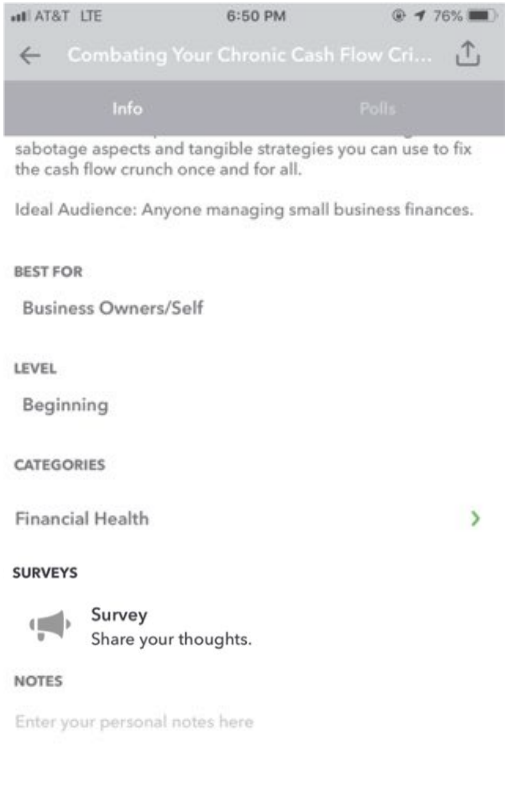 AT&T LTE 6:50 PM 76%
Combating Your Chronic Cash Flow Cri...
Info Polls
sabotage aspects and tangible strategies you can use to fix
the cash flow crunch once and for all.
Ideal Audience: Anyone managing small business finances.
BEST FOR
Business Owners/Self
LEVEL
Beginning
CATEGORIES
Financial Health
SURVEYS
Survey
Share your thoughts.
NOTES
Enter your personal notes here